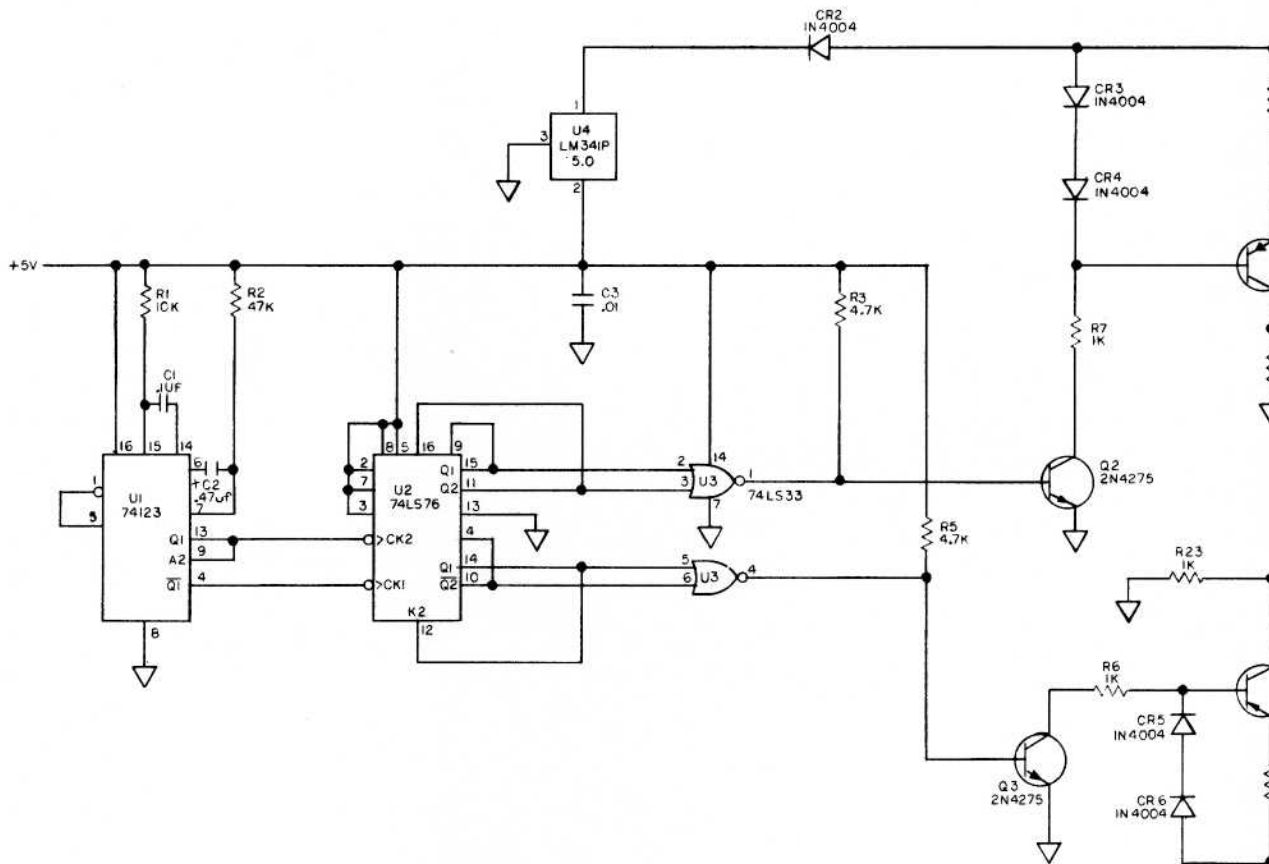 CR2
IN4004
CR3
IN4004
CR4
IN4004
1
3
U4
LM341P
5.0
2
+5V
R1
10K
R2
47K
C3
.01
R3
4.7K
R7
1K
C1
.1UF
16
15
14
6
+C2
.47uf
7
1
U1
74123
Q1
13
A2
9
Q1
4
8
8
5
16
9
2
7
3
U2
74LS76
Q1
15
Q2
11
13
4
CK2
Q1
14
Q2
10
CK1
K2
12
14
2
3
U3
1
74LS33
7
5
6
U3
4
Q2
2N4275
R5
4.7K
R23
1K
R6
1K
CR5
IN4004
Q3
2N4275
CR6
IN4004